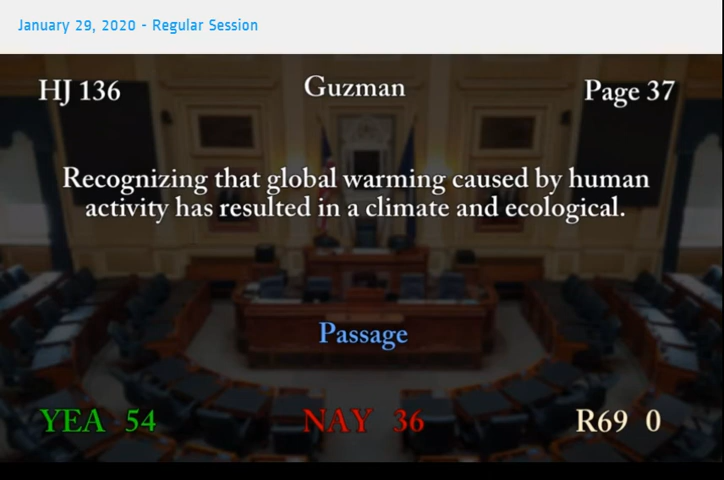 January 29, 2020 - Regular Session
HJ 136 Guzman Page 37
Recognizing that global warming caused by human
activity has resulted in a climate and ecological.
Passage
YEA 54 NAY 36 R69 0